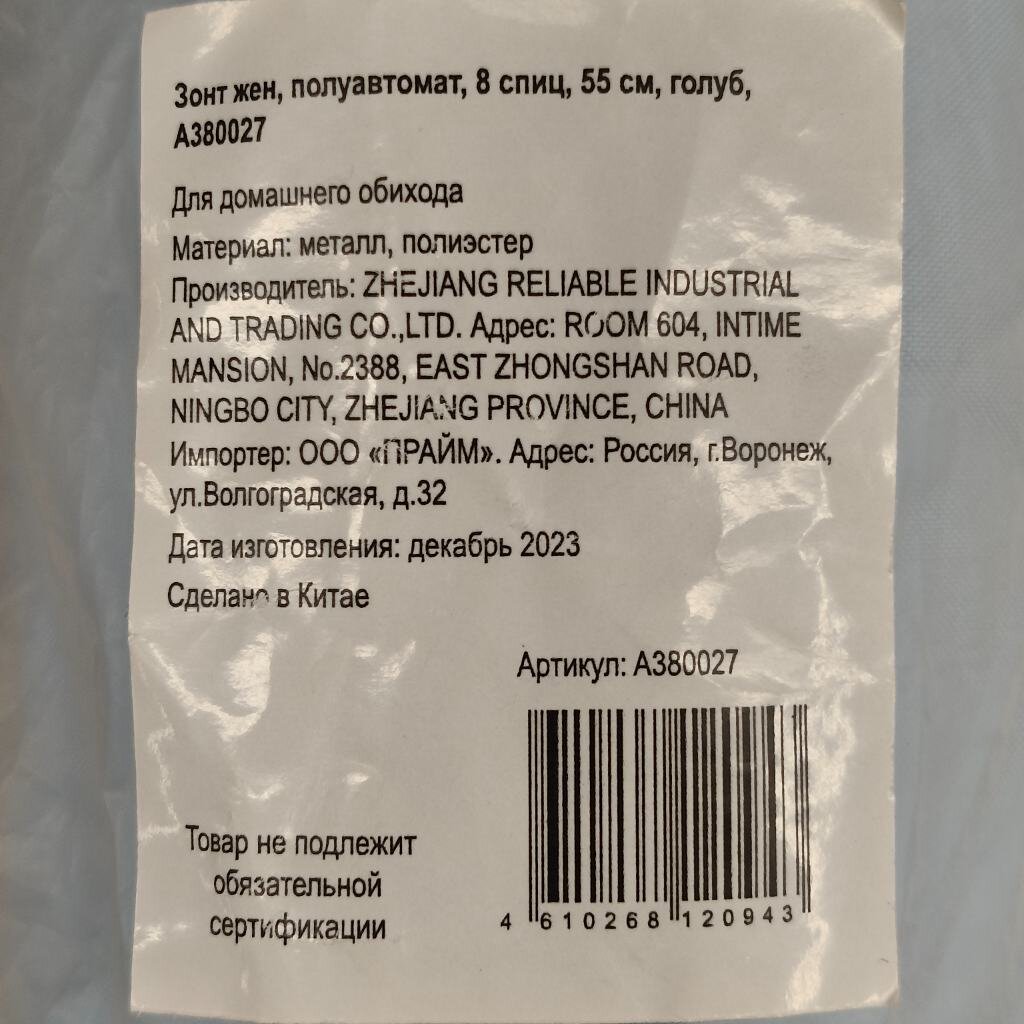 Зонт жен, полуавтомат, 8 спиц, 55 см, голуб,
А380027
Для домашнего обихода
Материал: металл, полиэстер
Производитель: ZHEJIANG RELIABLE INDUSTRIAL
AND TRADING CO.,LTD. Адрес: ROOM 604, INTIME
MANSION, No.2388, EAST ZHONGSHAN ROAD,
NINGBO CITY, ZHEJIANG PROVINCE, CHINA
Импортер: ООО «ПРАЙМ». Адрес: Россия, г.Воронеж,
ул.Волгоградская, д.32
Дата изготовления: декабрь 2023
Сделано в Китае
Артикул: А380027
Товар не подлежит
обязательной
сертификации
4 610268 120943